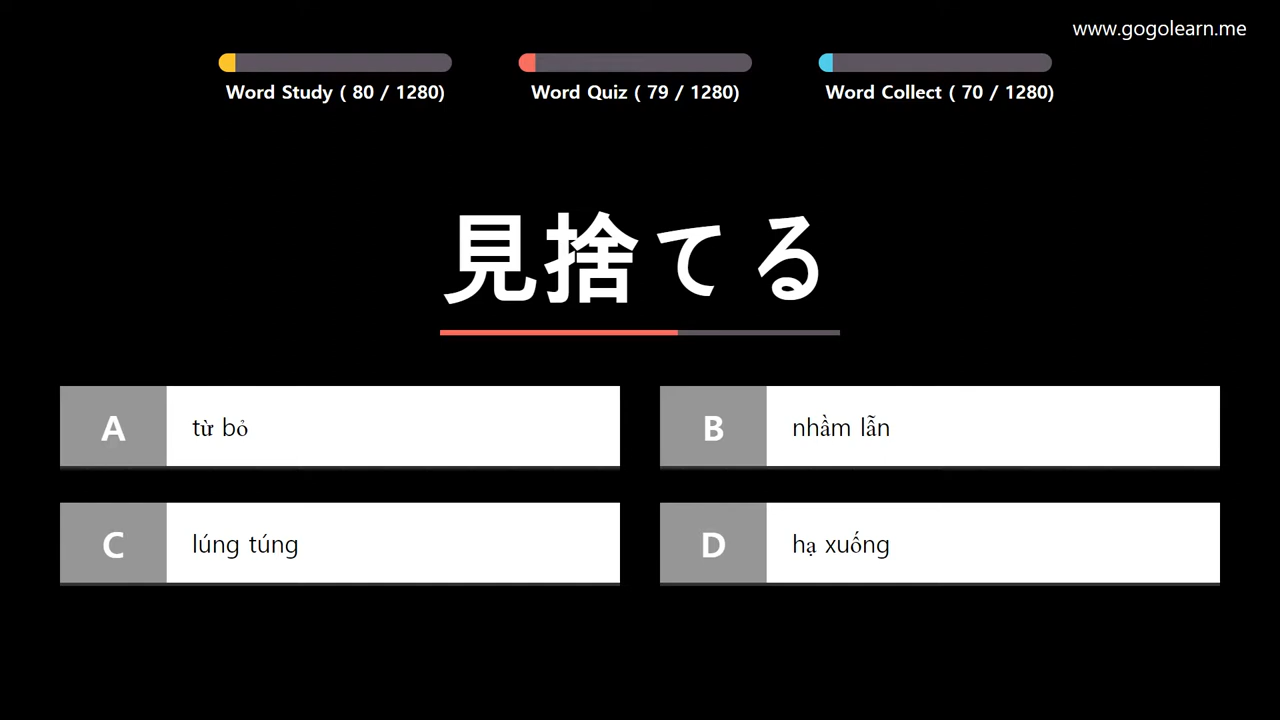 www.gogolearn.me
Word Study ( 80 / 1280)
Word Quiz ( 79 / 1280)
Word Collect ( 70 / 1280)
見捨てる
A
từ bỏ
B
nhầm lẫn
C
lúng túng
D
hạ xuống